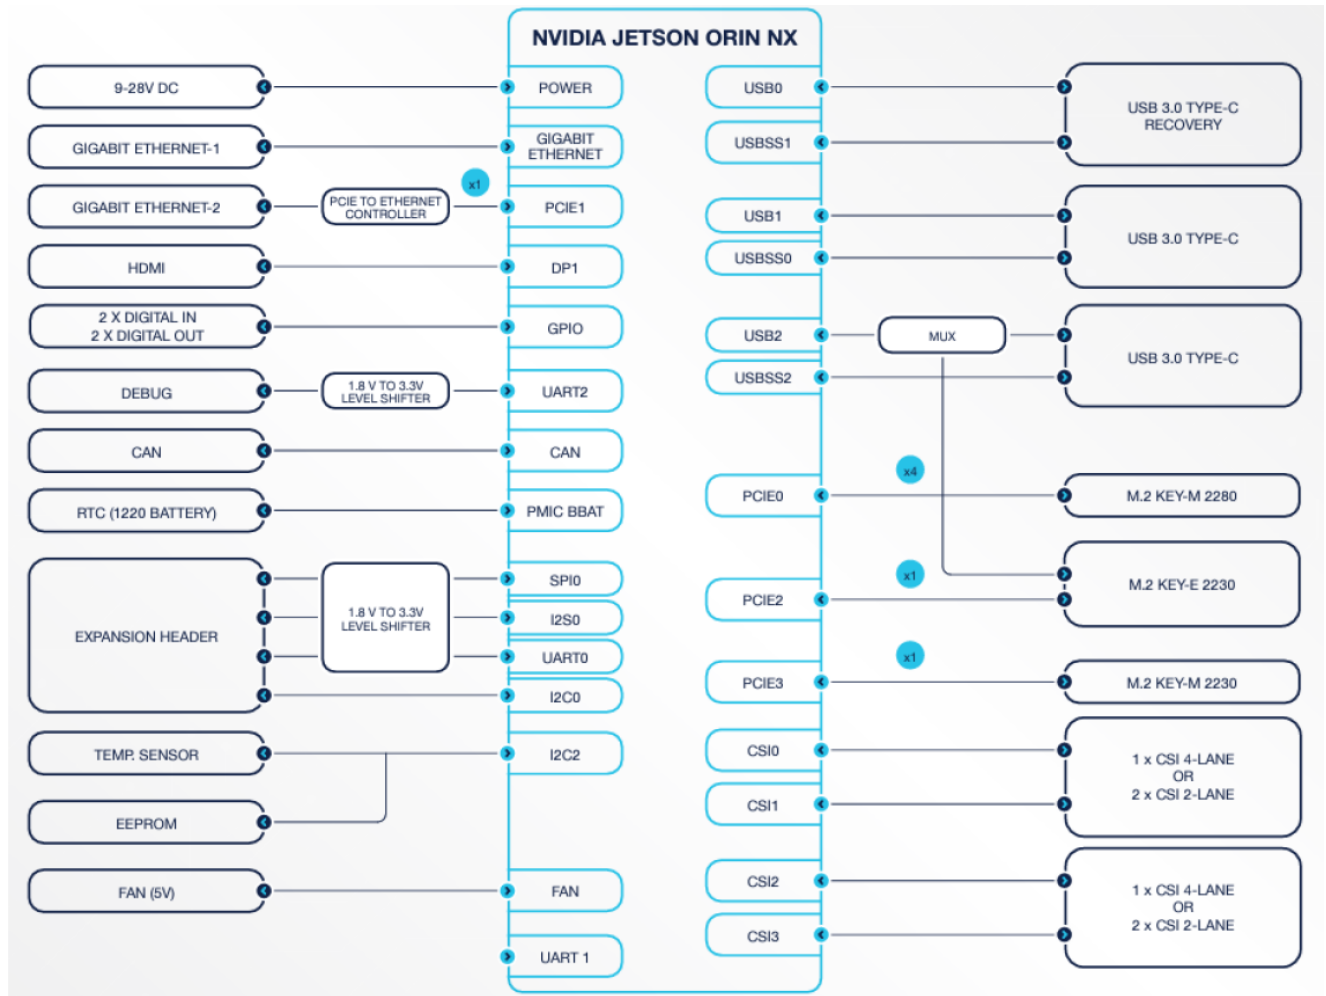 NVIDIA JETSON ORIN NX
9-28V DC
POWER
GIGABIT ETHERNET-1
GIGABIT
ETHERNET
x1
GIGABIT ETHERNET-2
PCIE TO ETHERNET
CONTROLLER
PCIE1
HDMI
DP1
2 X DIGITAL IN
2 X DIGITAL OUT
GPIO
DEBUG
1.8 V TO 3.3V
LEVEL SHIFTER
UART2
CAN
CAN
RTC (1220 BATTERY)
PMIC BBAT
EXPANSION HEADER
1.8 V TO 3.3V
LEVEL SHIFTER
SPI0
I2S0
UART0
I2C0
TEMP. SENSOR
I2C2
EEPROM
FAN (5V)
FAN
UART 1
USB0
USBSS1
USB 3.0 TYPE-C
RECOVERY
USB1
USBSS0
USB 3.0 TYPE-C
USB2
MUX
USBSS2
USB 3.0 TYPE-C
x4
PCIE0
M.2 KEY-M 2280
x1
PCIE2
M.2 KEY-E 2230
x1
PCIE3
M.2 KEY-M 2230
CSI0
CSI1
1 x CSI 4-LANE
OR
2 x CSI 2-LANE
CSI2
CSI3
1 x CSI 4-LANE
OR
2 x CSI 2-LANE